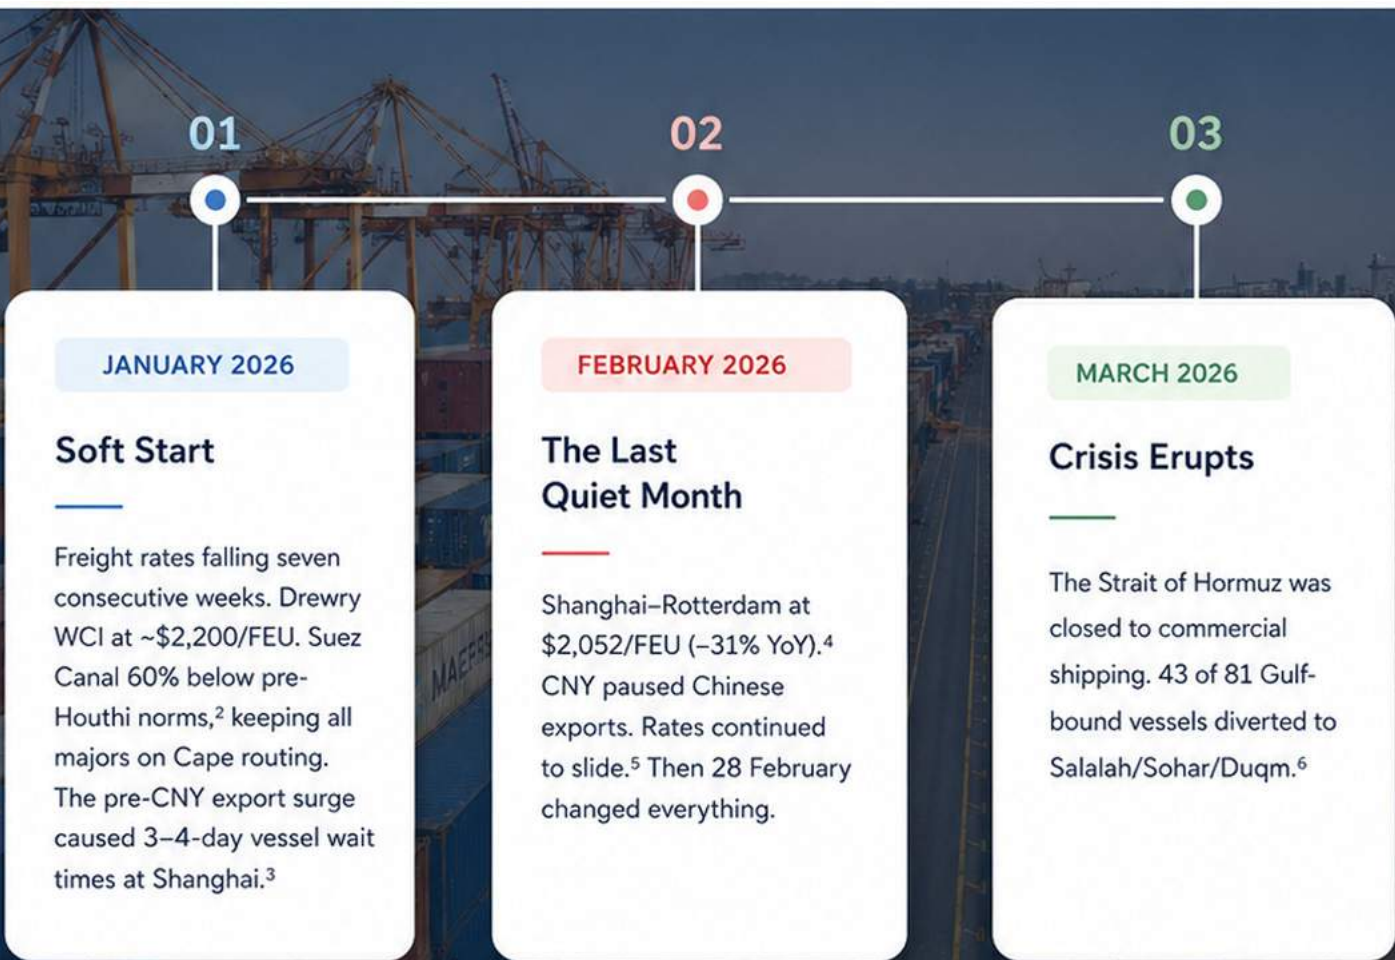 01
02
03
JANUARY 2026
Soft Start
Freight rates falling seven
consecutive weeks. Drewry
WCI at ~$2,200/FEU. Suez
Canal 60% below pre-
Houthi norms,² keeping all
majors on Cape routing.
The pre-CNY export surge
caused 3–4-day vessel wait
times at Shanghai.³
FEBRUARY 2026
The Last
Quiet Month
Shanghai–Rotterdam at
$2,052/FEU (–31% YoY).⁴
CNY paused Chinese
exports. Rates continued
to slide.⁵ Then 28 February
changed everything.
MARCH 2026
Crisis Erupts
The Strait of Hormuz was
closed to commercial
shipping. 43 of 81 Gulf-
bound vessels diverted to
Salalah/Sohar/Duqm.⁶